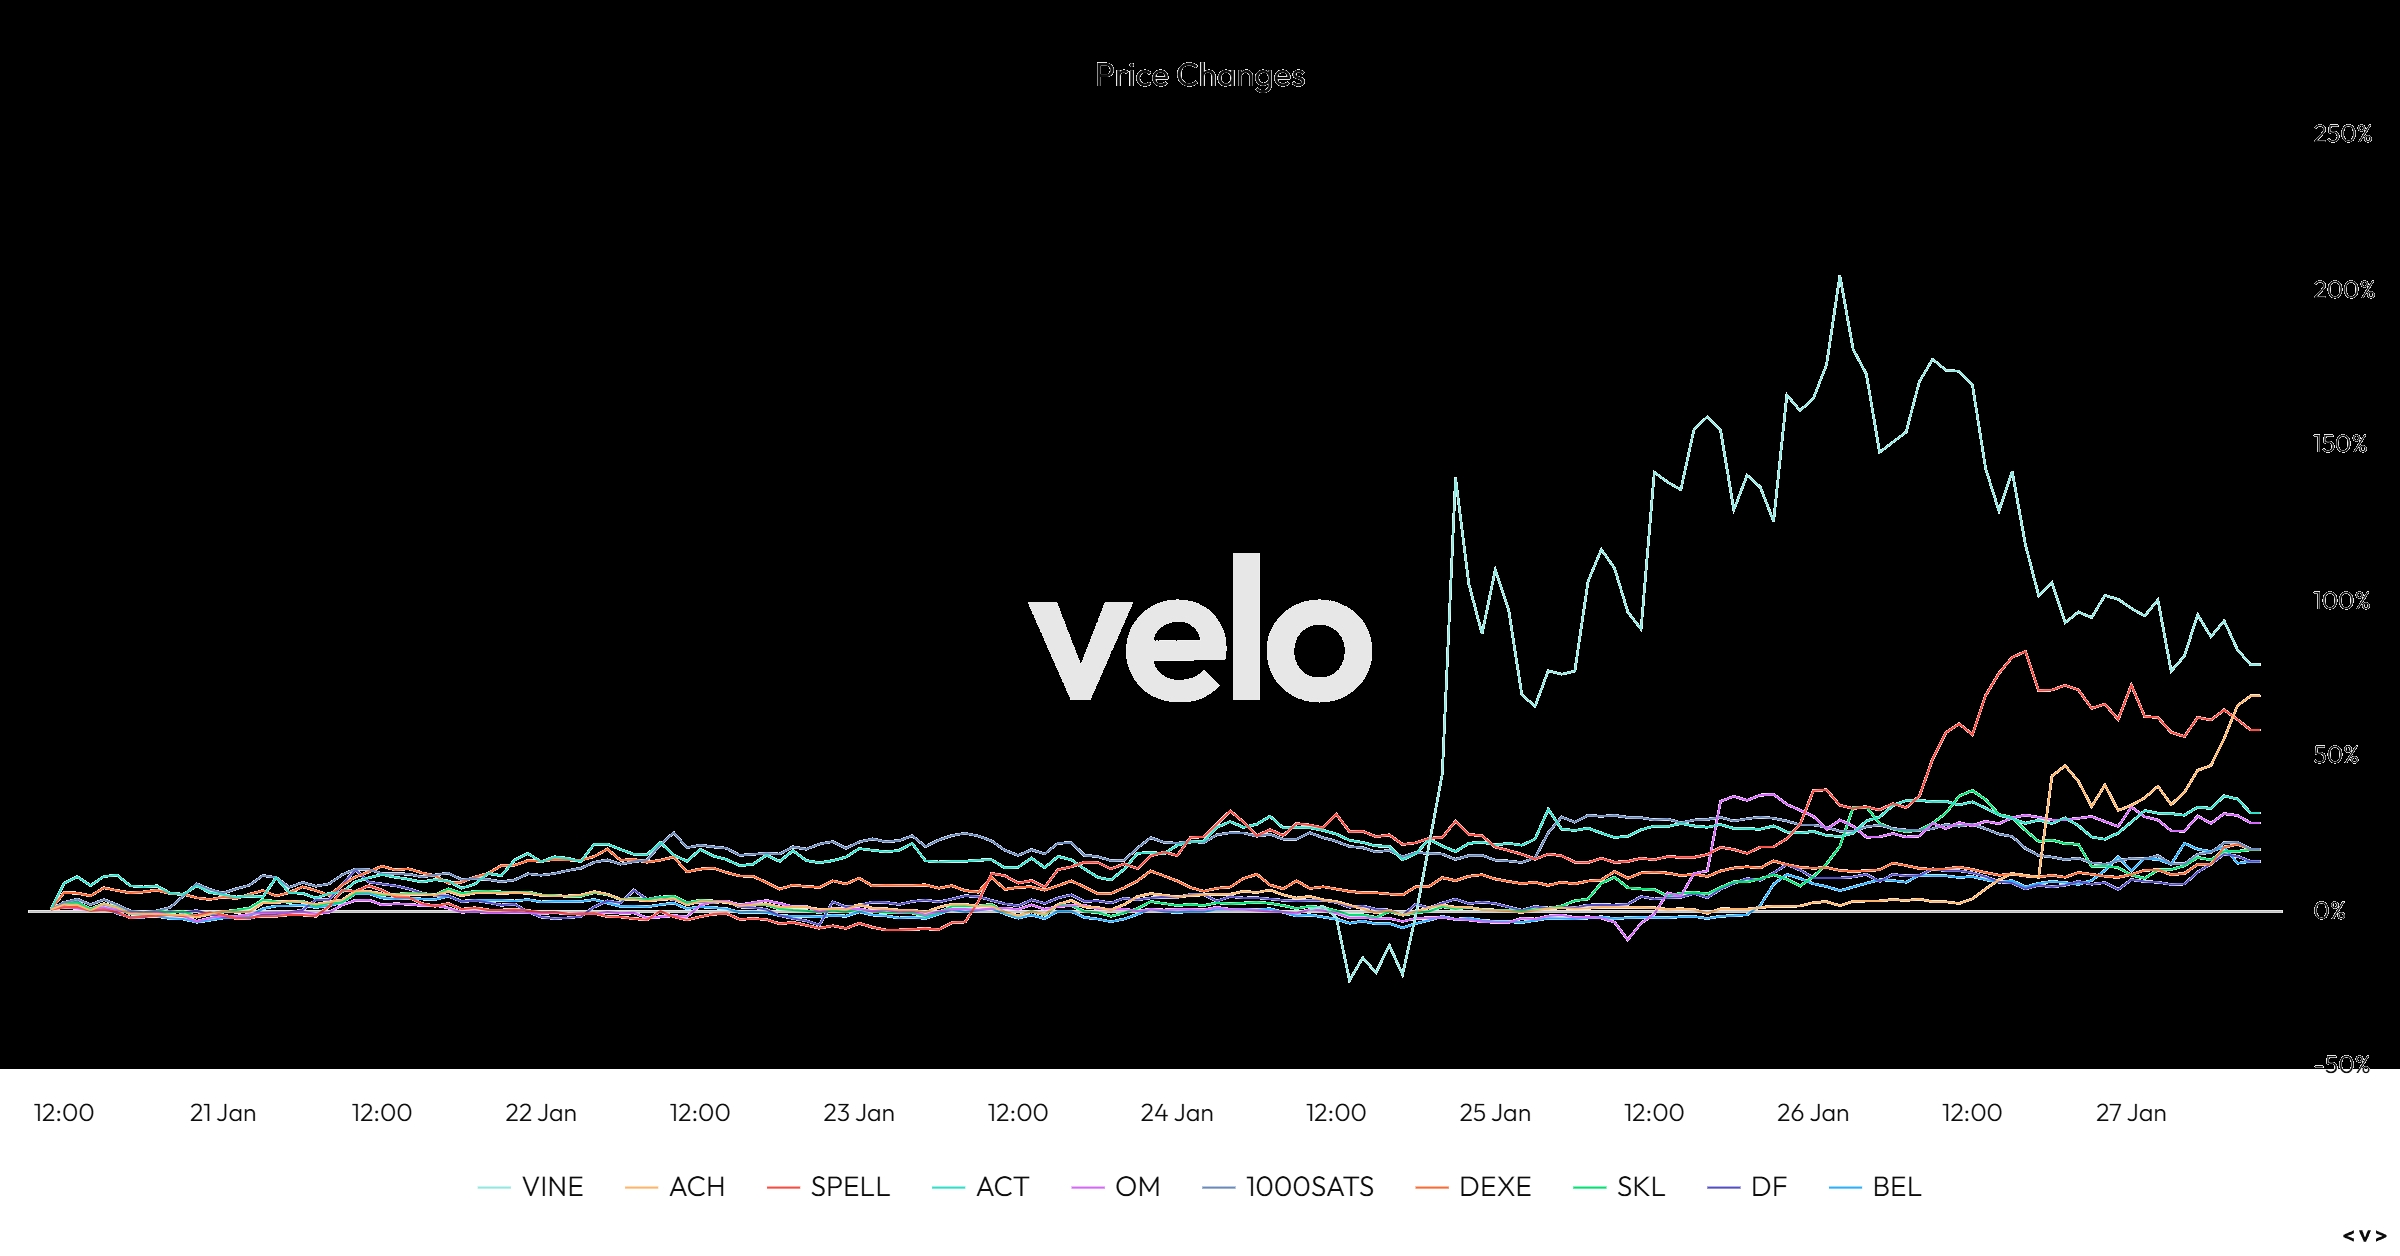 Price Changes
250%
200%
150%
100%
50%
0%
-50%
velo
12:00 21 Jan 12:00 22 Jan 12:00 23 Jan 12:00 24 Jan 12:00 25 Jan 12:00 26 Jan 12:00 27 Jan
VINE ACH SPELL ACT OM 1000SATS DEXE SKL DF BEL
<v>